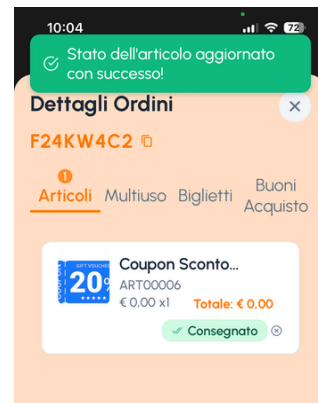 10:04
72
Stato dell'articolo aggiornato
con successo!
Dettagli Ordini
F24KW4C2
1
Articoli Multiuso Biglietti Buoni
Acquisto
COUPON
GIFT VOUCHER
20%
Coupon Sconto...
ART00006
€ 0,00 x1 Totale: € 0,00
Consegnato